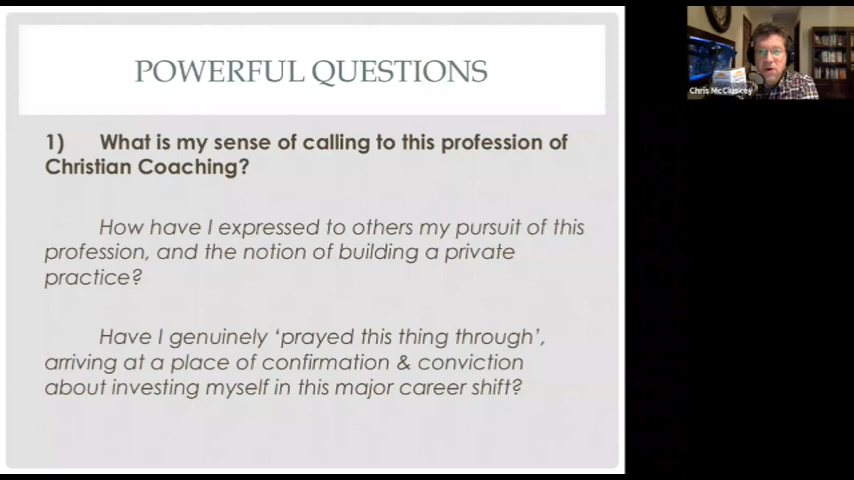 POWERFUL QUESTIONS
1) What is my sense of calling to this profession of
Christian Coaching?
How have I expressed to others my pursuit of this
profession, and the notion of building a private
practice?
Have I genuinely ‘prayed this thing through’,
arriving at a place of confirmation & conviction
about investing myself in this major career shift?
Chris McCluskey